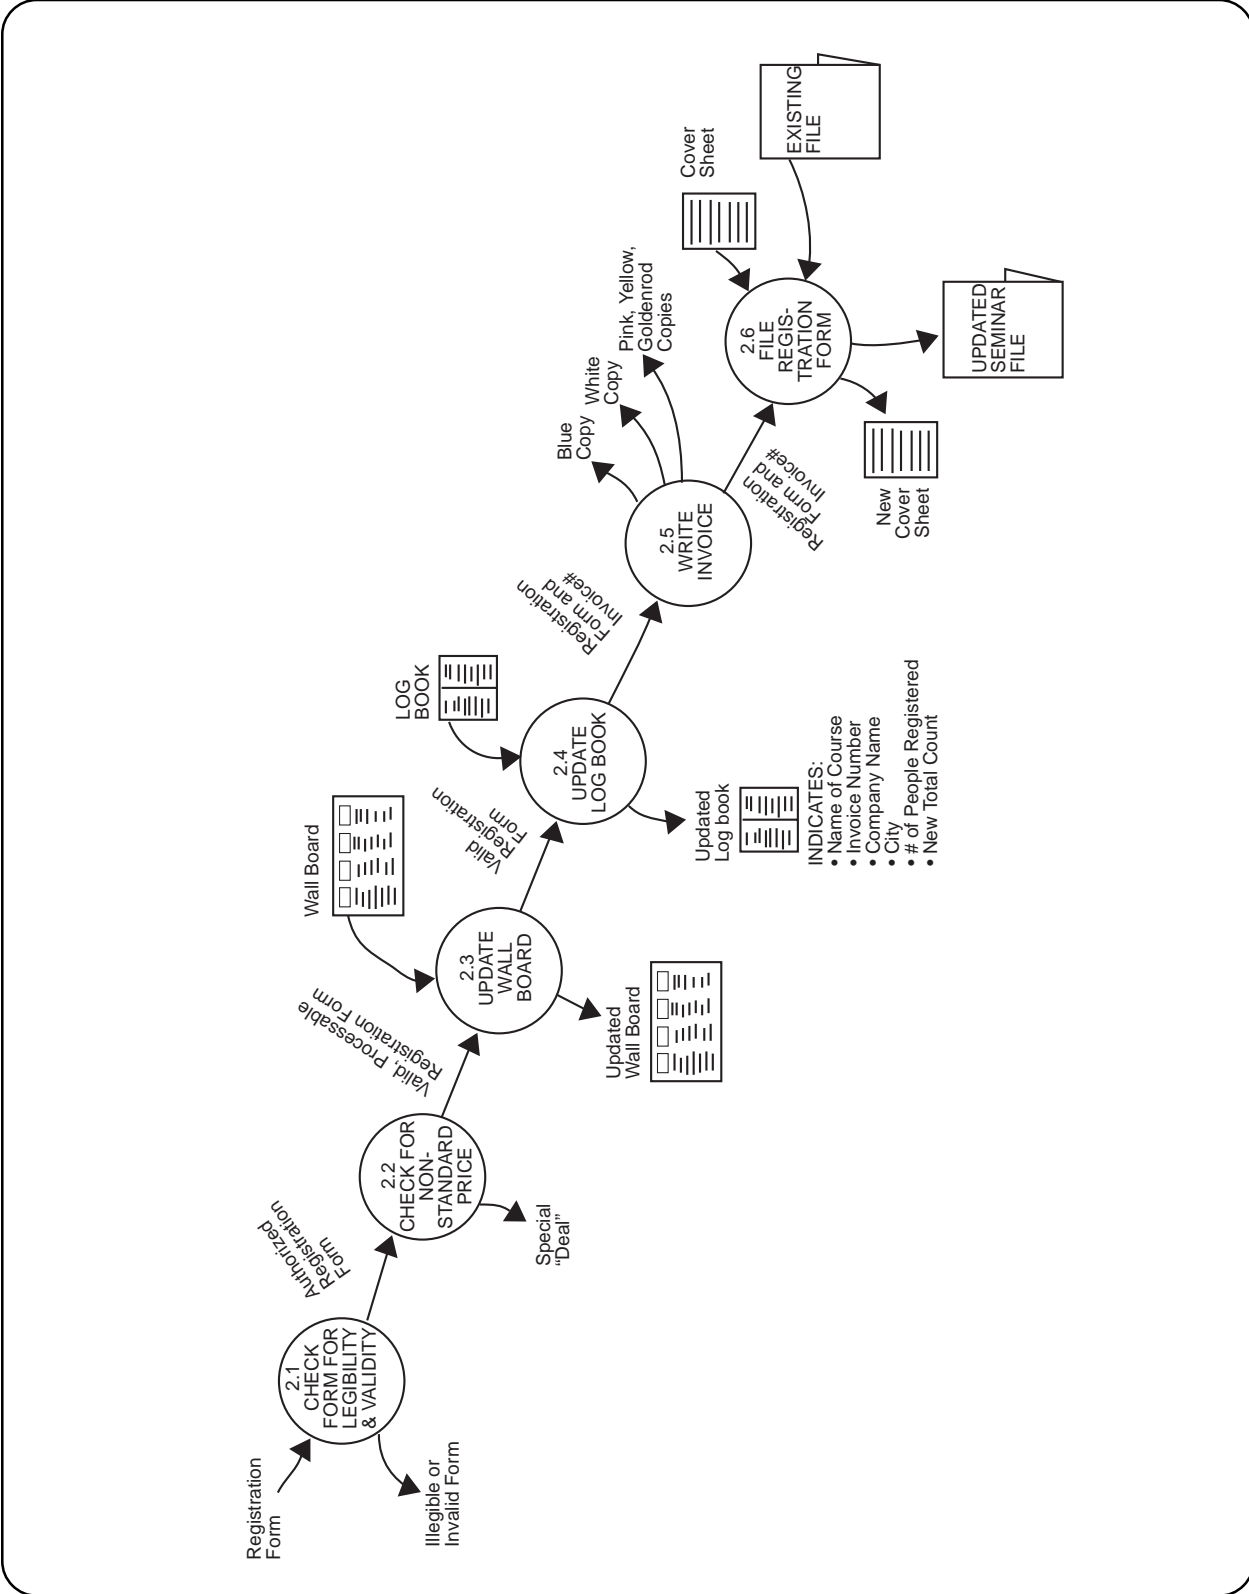 Registration
Form
2.1
CHECK
FORM FOR
LEGIBILITY
& VALIDITY
Illegible or
Invalid Form
Authorized
Registration
Form
2.2
CHECK FOR
NON-
STANDARD
PRICE
Special
“Deal”
Valid, Processable
Registration Form
Wall Board
2.3
UPDATE
WALL
BOARD
Updated
Wall Board
Valid
Registration
Form
LOG
BOOK
2.4
UPDATE
LOG BOOK
Updated
Log book
INDICATES:
• Name of Course
• Invoice Number
• Company Name
• City
• # of People Registered
• New Total Count
Registration
Form and
Invoice#
2.5
WRITE
INVOICE
Blue
Copy
White
Copy
Pink, Yellow,
Goldenrod
Copies
Registration
Form and
Invoice#
Cover
Sheet
2.6
FILE
REGIS-
TRATION
FORM
EXISTING
FILE
New
Cover
Sheet
UPDATED
SEMINAR
FILE